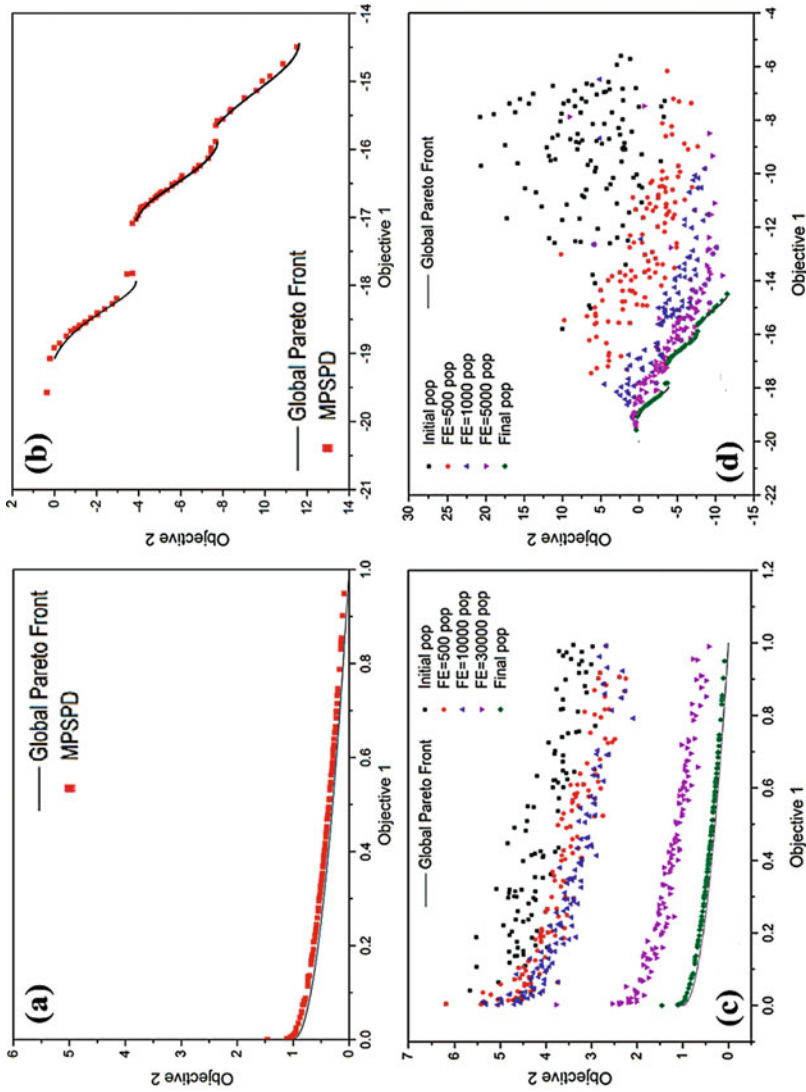 (a)
Global Pareto Front
MPSPD
6
5
4
3
2
1
0
Objective 2
0.0
0.2
0.4
0.6
0.8
1.0
Objective 1
(b)
Global Pareto Front
MPSPD
2
0
-2
-4
-6
-8
-10
-12
-14
Objective 2
-21
-20
-19
-18
-17
-16
-15
-14
Objective 1
(c)
Global Pareto Front
Initial pop
FE=500 pop
FE=10000 pop
FE=30000 pop
Final pop
7
6
5
4
3
2
1
0
Objective 2
0.0
0.2
0.4
0.6
0.8
1.0
1.2
Objective 1
(d)
Initial pop
FE=500 pop
FE=1000 pop
FE=5000 pop
Final pop
Global Pareto Front
30
25
20
15
10
5
0
-5
-10
-15
Objective 2
-22
-20
-18
-16
-14
-12
-10
-8
-6
-4
Objective 1